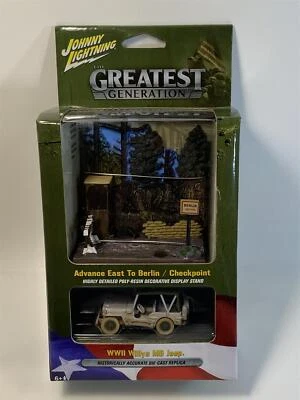 JOHNNY
LIGHTNING
THE
GREATEST
GENERATION
BERLIN
Advance East To Berlin / Checkpoint
HIGHLY DETAILED POLY-RESIN DECORATIVE DISPLAY STAND
WWII Willys MB Jeep®
HISTORICALLY ACCURATE DIE CAST REPLICA